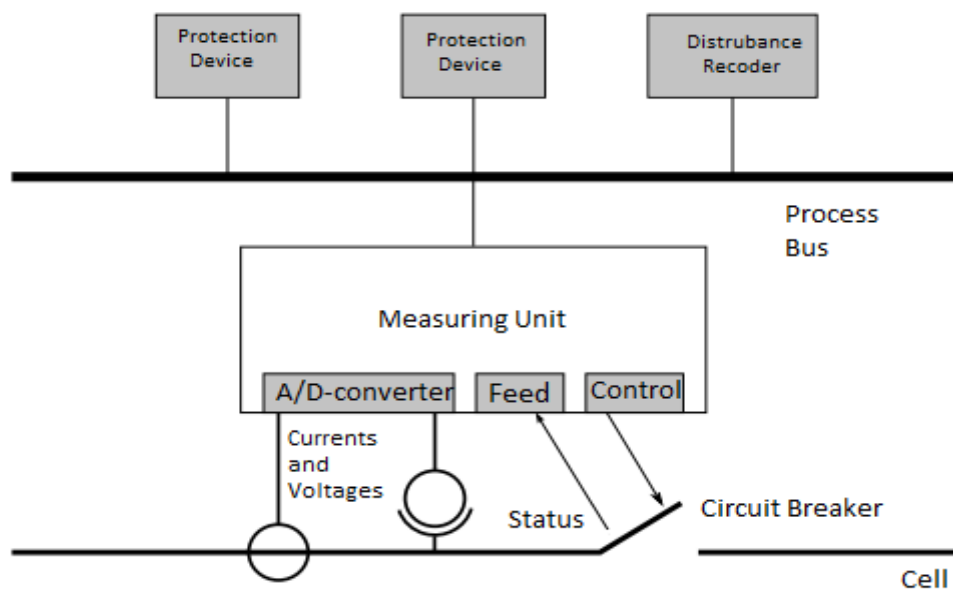 Protection
Device
Protection
Device
Distrubance
Recoder
Process
Bus
Measuring Unit
A/D-converter
Feed
Control
Currents
and
Voltages
Status
Circuit Breaker
Cell